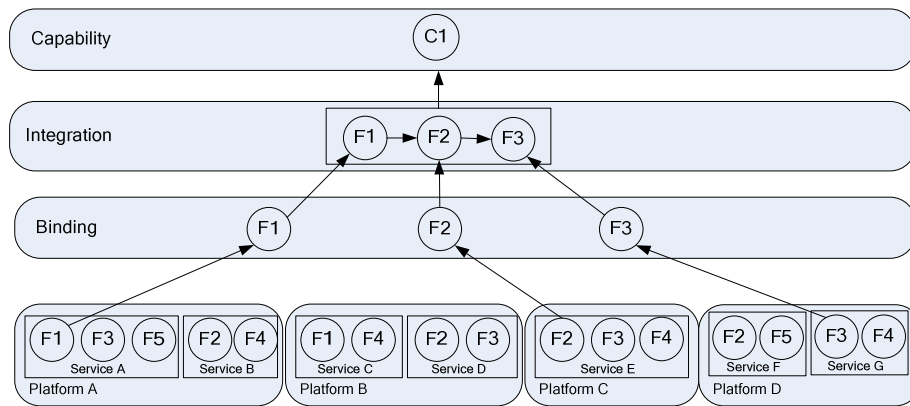 Capability
C1
Integration
F1 F2 F3
Binding
F1 F2 F3
F1 F3 F5 F2 F4 F1 F4 F2 F3 F2 F3 F4 F2 F5 F3 F4
Service A Service B Service C Service D Service E Service F Service G
Platform A Platform B Platform C Platform D